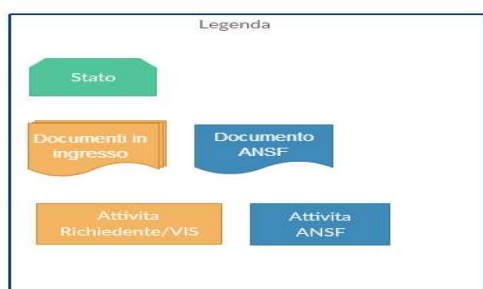 Legenda
Stato
Documenti in
ingresso
Documento
ANSF
Attivita
Richiedente/VIS
Attivita
ANSF